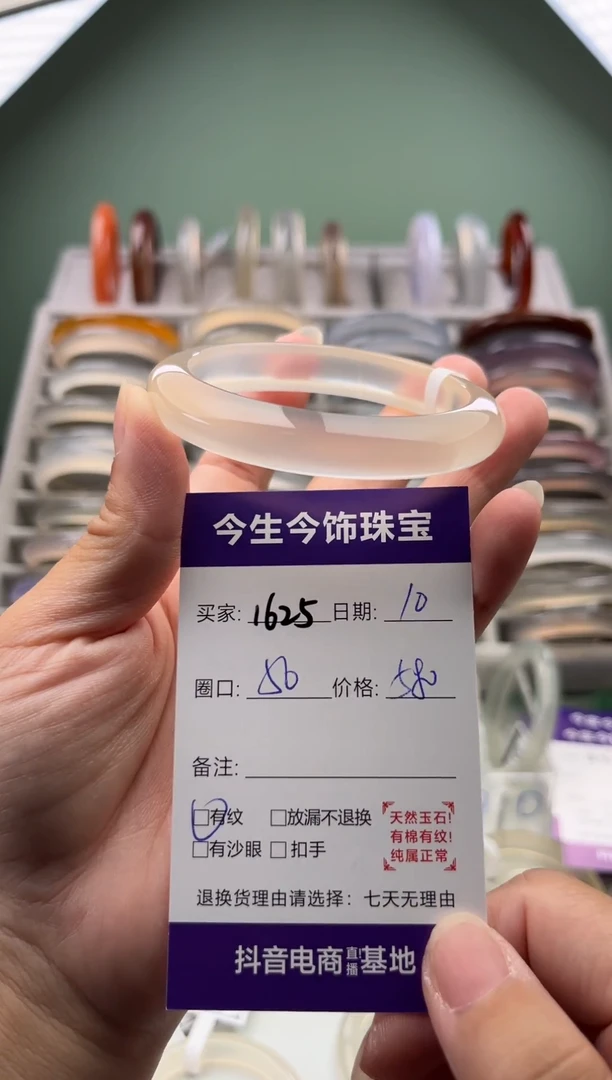 今生今饰珠宝
买家: 1625 日期: 10
圈口: 56 价格: 580
备注:
□有纹 □放漏不退换
□有沙眼 □扣手
天然玉石!
有棉有纹!
纯属正常
退换货理由请选择：七天无理由
抖音电商直播基地